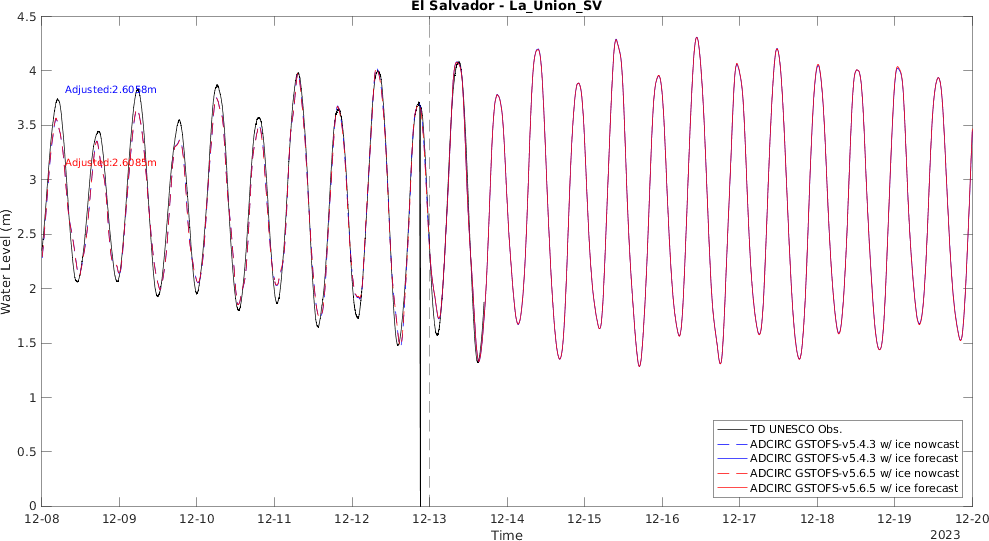 El Salvador - La_Union_SV
Water Level (m)
4.5
4
3.5
3
2.5
2
1.5
1
0.5
0
Adjusted:2.6058m
Adjusted:2.6085m
TD UNESCO Obs.
ADCIRC GSTOFS-v5.4.3 w/ ice nowcast
ADCIRC GSTOFS-v5.4.3 w/ ice forecast
ADCIRC GSTOFS-v5.6.5 w/ ice nowcast
ADCIRC GSTOFS-v5.6.5 w/ ice forecast
12-08 12-09 12-10 12-11 12-12 12-13 12-14 12-15 12-16 12-17 12-18 12-19 12-20
Time
2023